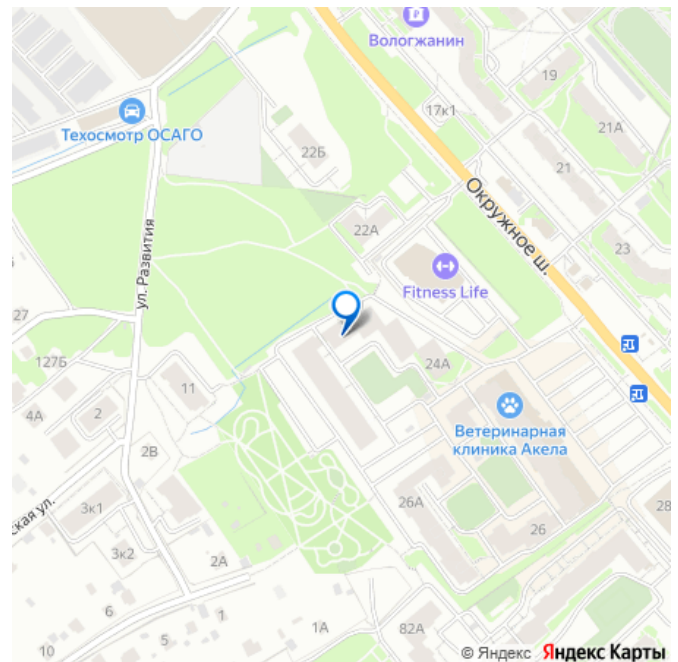 Вологжанин
19
17к1
21А
Техосмотр ОСАГО
22Б
21
Окружное ш.
22А
23
ул. Развития
Fitness Life
27
127Б
24А
11
4А
2
Ветеринарная
клиника Акела
2В
26А
ская ул.
3к1
28
26
3к2
2А
6
1
5
1А
82А
10
© Яндекс Яндекс Карты